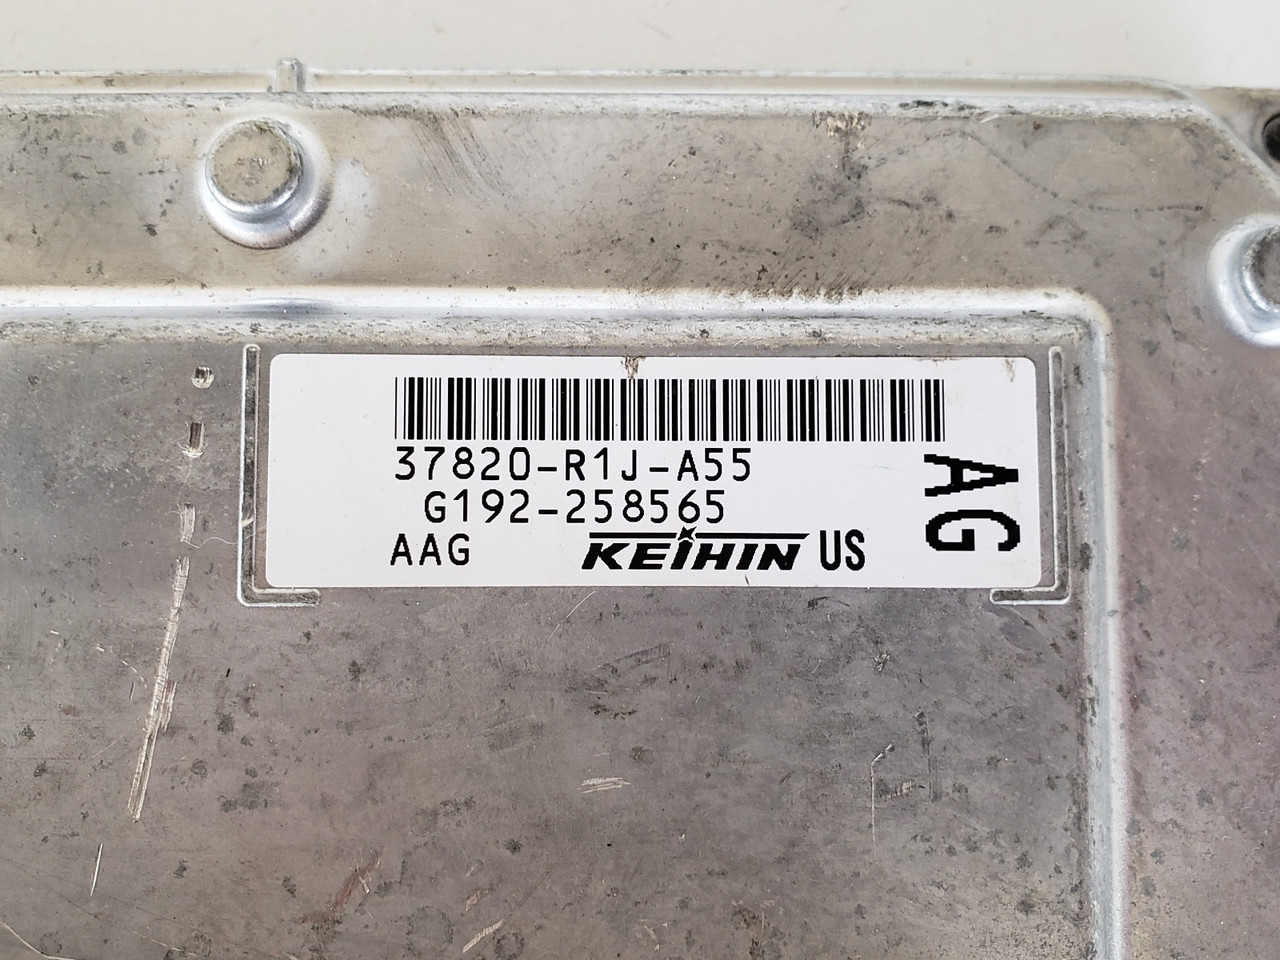 37820-R1J-A55
G192-258565
AAG KEIHIN US
AG